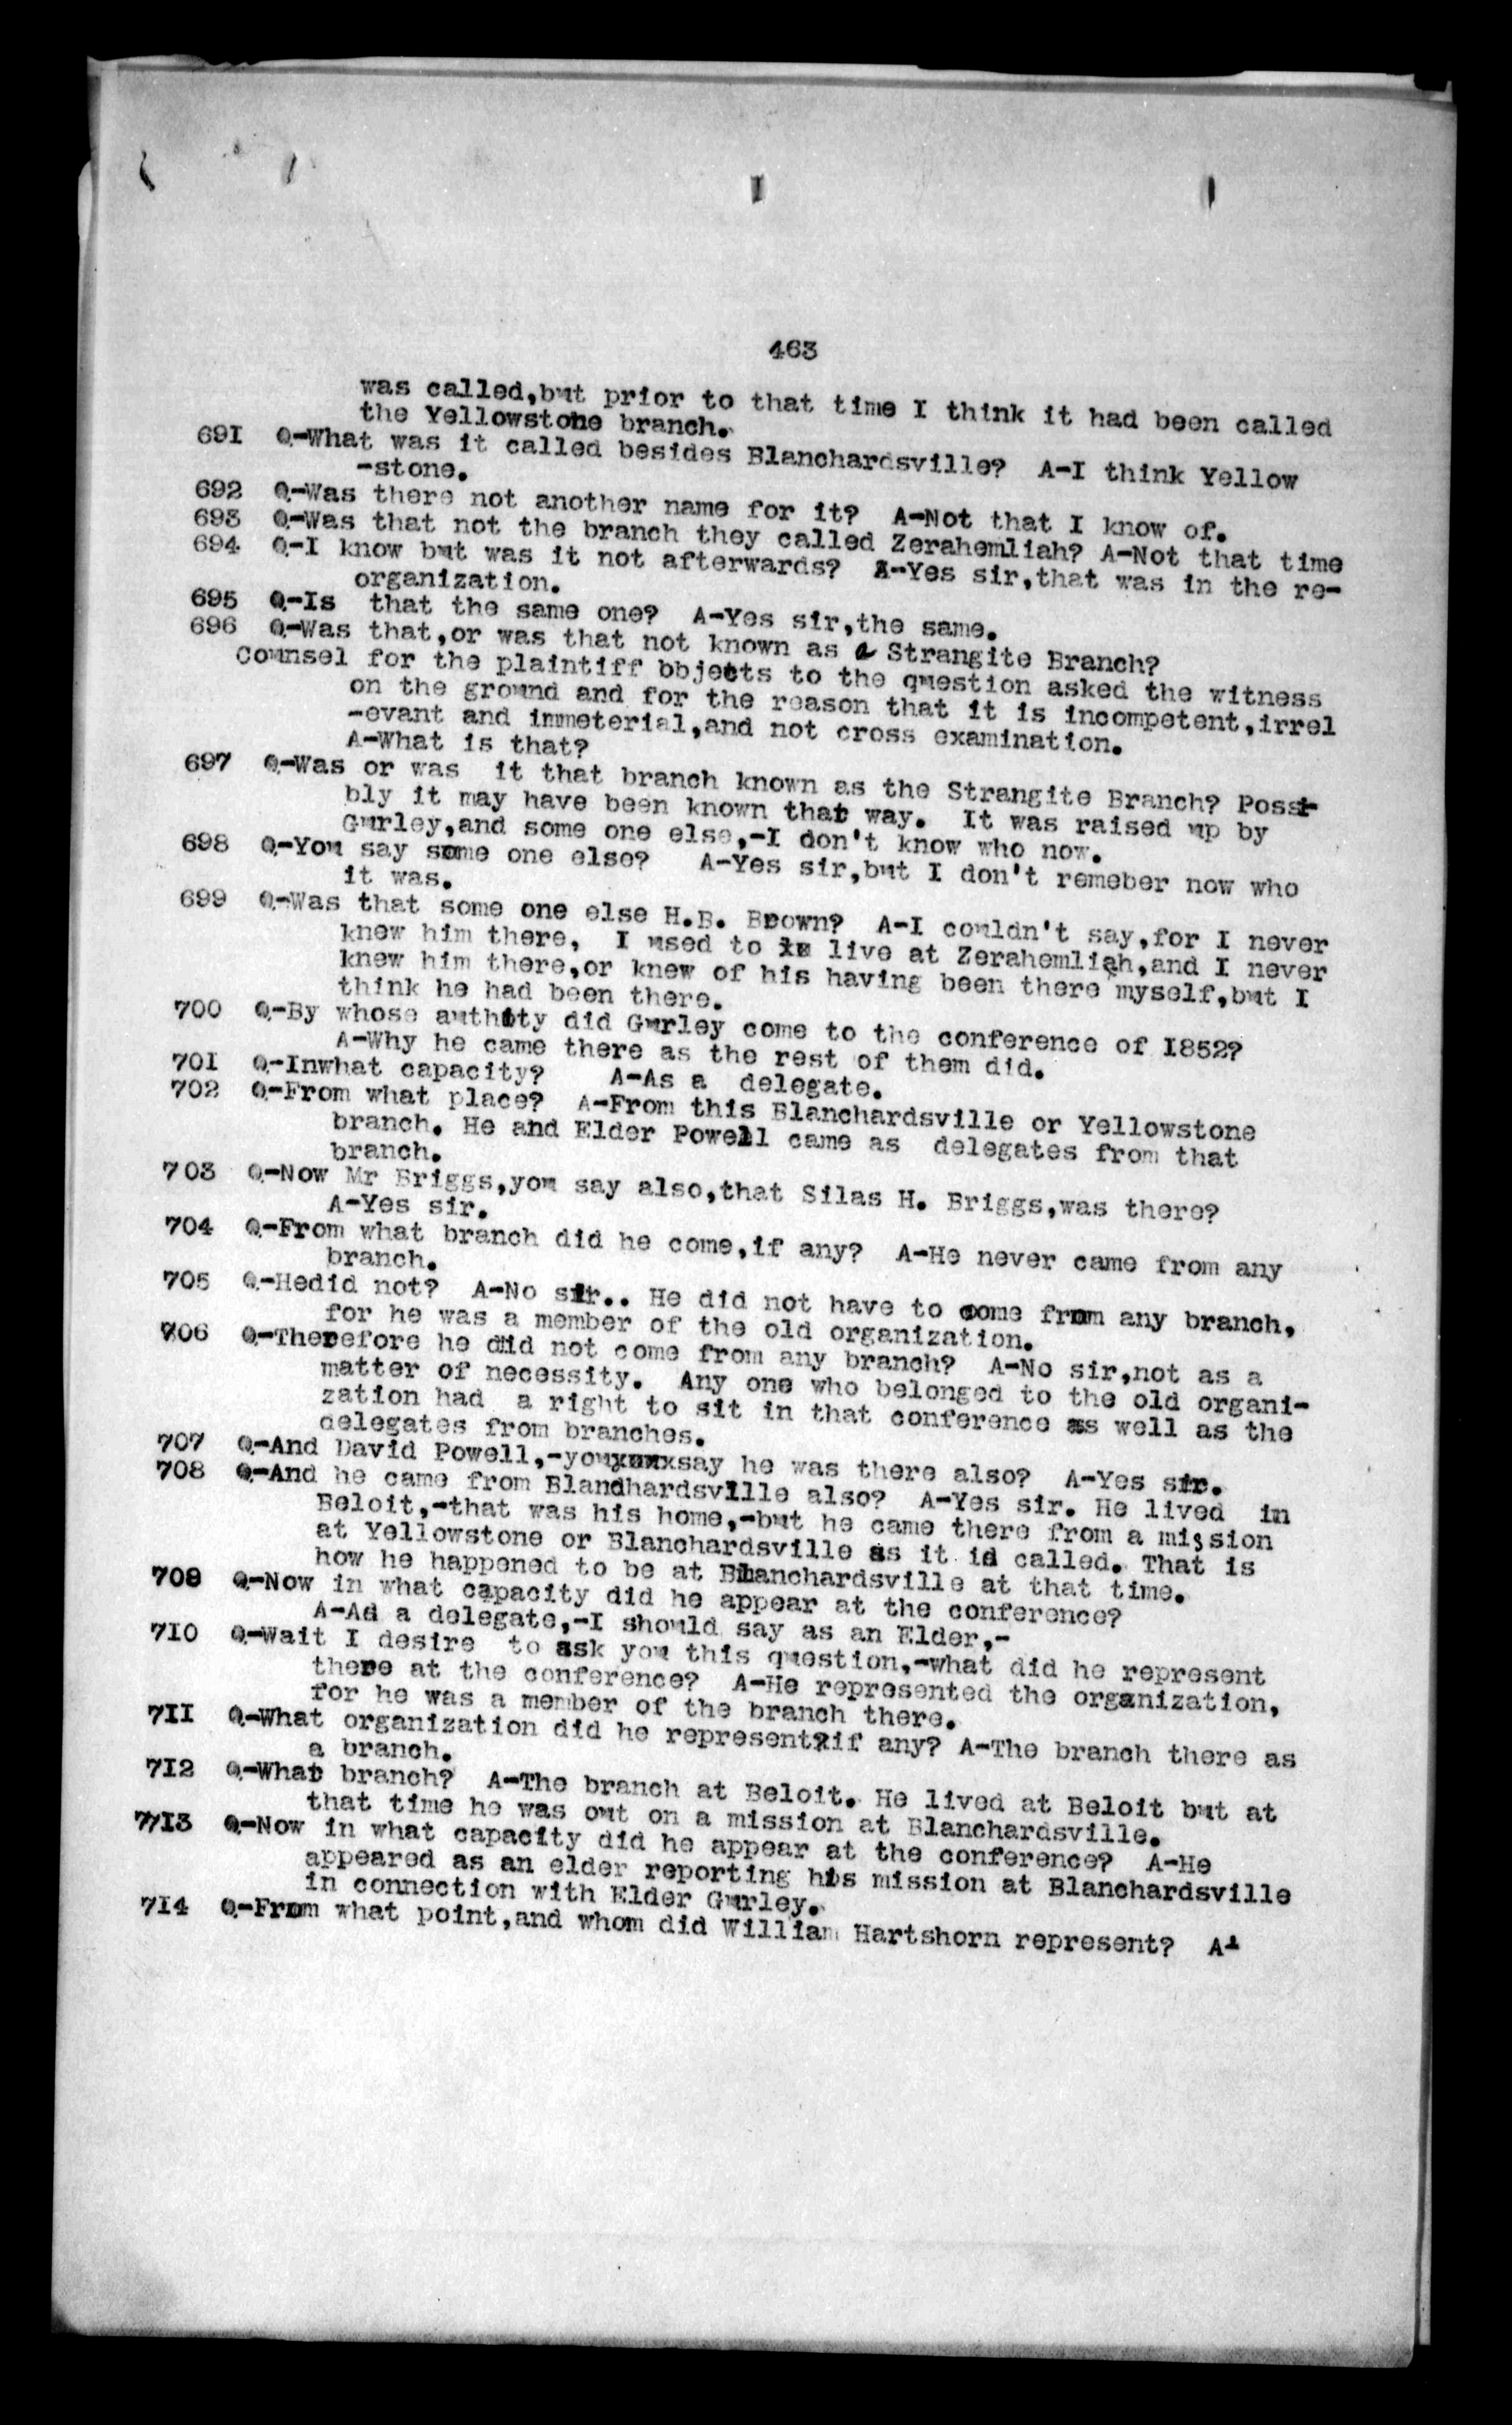 463
was called,but prior to that time I think it had been called
the Yellowstone branch.
691 Q-What was it called besides Blanchardsville? A-I think Yellow
-stone.
692 Q-Was there not another name for it? A-Not that I know of.
693 Q-Was that not the branch they called Zerahemliah? A-Not that time
694 Q-I know but was it not afterwards? A-Yes sir,that was in the re-
organization.
695 Q-Is that the same one? A-Yes sir,the same.
696 Q-Was that,or was that not known as a Strangite Branch?
Counsel for the plaintiff bbjects to the question asked the witness
on the ground and for the reason that it is incompetent,irrel
-evant and immeterial,and not cross examination.
A-What is that?
697 Q-Was or was it that branch known as the Strangite Branch? Possi-
bly it may have been known that way. It was raised up by
Gurley,and some one else,-I don't know who now.
698 Q-You say some one else? A-Yes sir,but I don't remeber now who
it was.
699 Q-Was that some one else H.B. Brown? A-I couldn't say,for I never
knew him there, I used to live at Zerahemliah,and I never
knew him there,or knew of his having been there myself,but I
think he had been there.
700 Q-By whose authity did Gurley come to the conference of I852?
A-Why he came there as the rest of them did.
701 Q-Inwhat capacity? A-As a delegate.
702 Q-From what place? A-From this Blanchardsville or Yellowstone
branch. He and Elder Powell came as delegates from that
branch.
703 Q-Now Mr Briggs,you say also,that Silas H. Briggs,was there?
A-Yes sir.
704 Q-From what branch did he come,if any? A-He never came from any
branch.
705 Q-Hedid not? A-No sir.. He did not have to come from any branch,
for he was a member of the old organization.
706 Q-Therefore he did not come from any branch? A-No sir,not as a
matter of necessity. Any one who belonged to the old organi-
zation had a right to sit in that conference as well as the
delegates from branches.
707 Q-And David Powell,-youxxxxsay he was there also? A-Yes sir.
708 Q-And he came from Blandhardsville also? A-Yes sir. He lived in
Beloit,-that was his home,-but he came there from a mission
at Yellowstone or Blanchardsville as it id called. That is
how he happened to be at Blanchardsville at that time.
709 Q-Now in what capacity did he appear at the conference?
A-Ad a delegate,-I should say as an Elder,-
710 Q-Wait I desire to ask you this question,-what did he represent
there at the conference? A-He represented the organization,
for he was a member of the branch there.
711 Q-What organization did he represent?if any? A-The branch there as
a branch.
712 Q-What branch? A-The branch at Beloit. He lived at Beloit but at
that time he was out on a mission at Blanchardsville.
7713 Q-Now in what capacity did he appear at the conference? A-He
appeared as an elder reporting his mission at Blanchardsville
in connection with Elder Gurley.
714 Q-From what point,and whom did William Hartshorn represent? A-